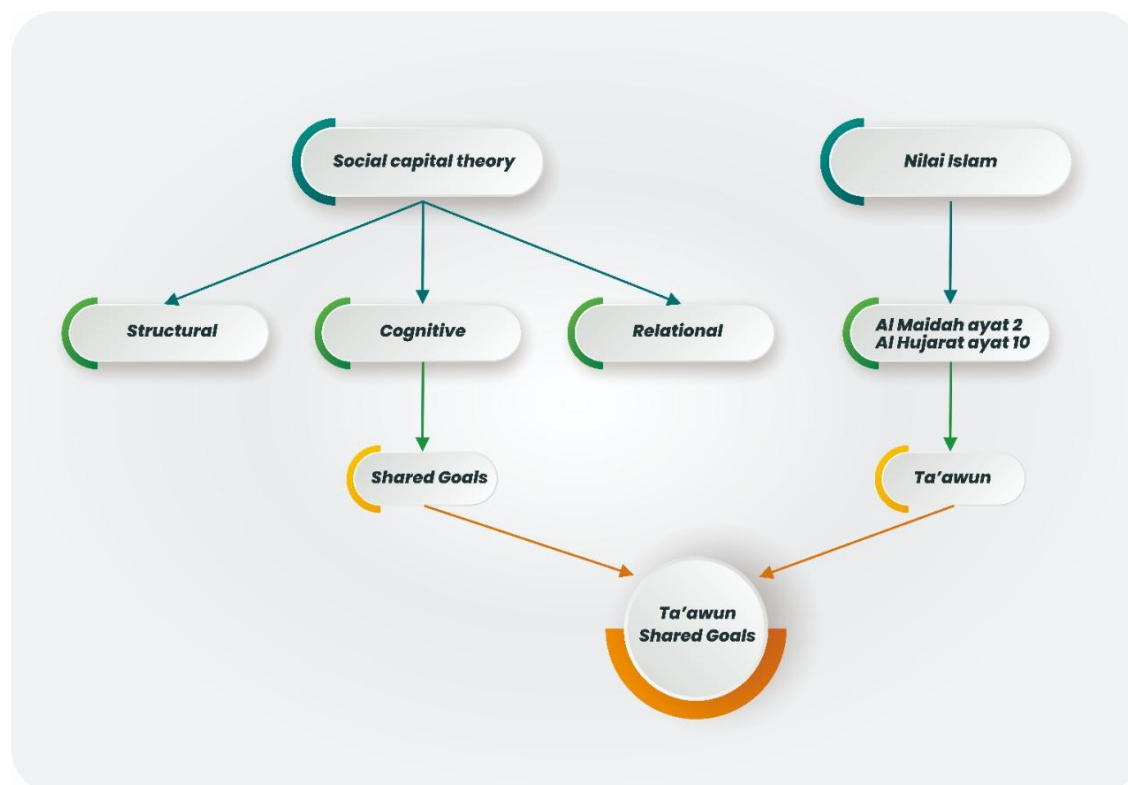 Social capital theory
Nilai Islam
Structural
Cognitive
Relational
Al Maidah ayat 2
Al Hujarat ayat 10
Shared Goals
Ta’awun
Ta’awun
Shared Goals